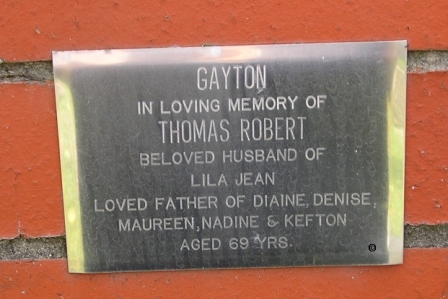 GAYTON
IN LOVING MEMORY OF
THOMAS ROBERT
BELOVED HUSBAND OF
LILA JEAN
LOVED FATHER OF DIAINE, DENISE,
MAUREEN, NADINE & KEFTON
AGED 69 YRS.